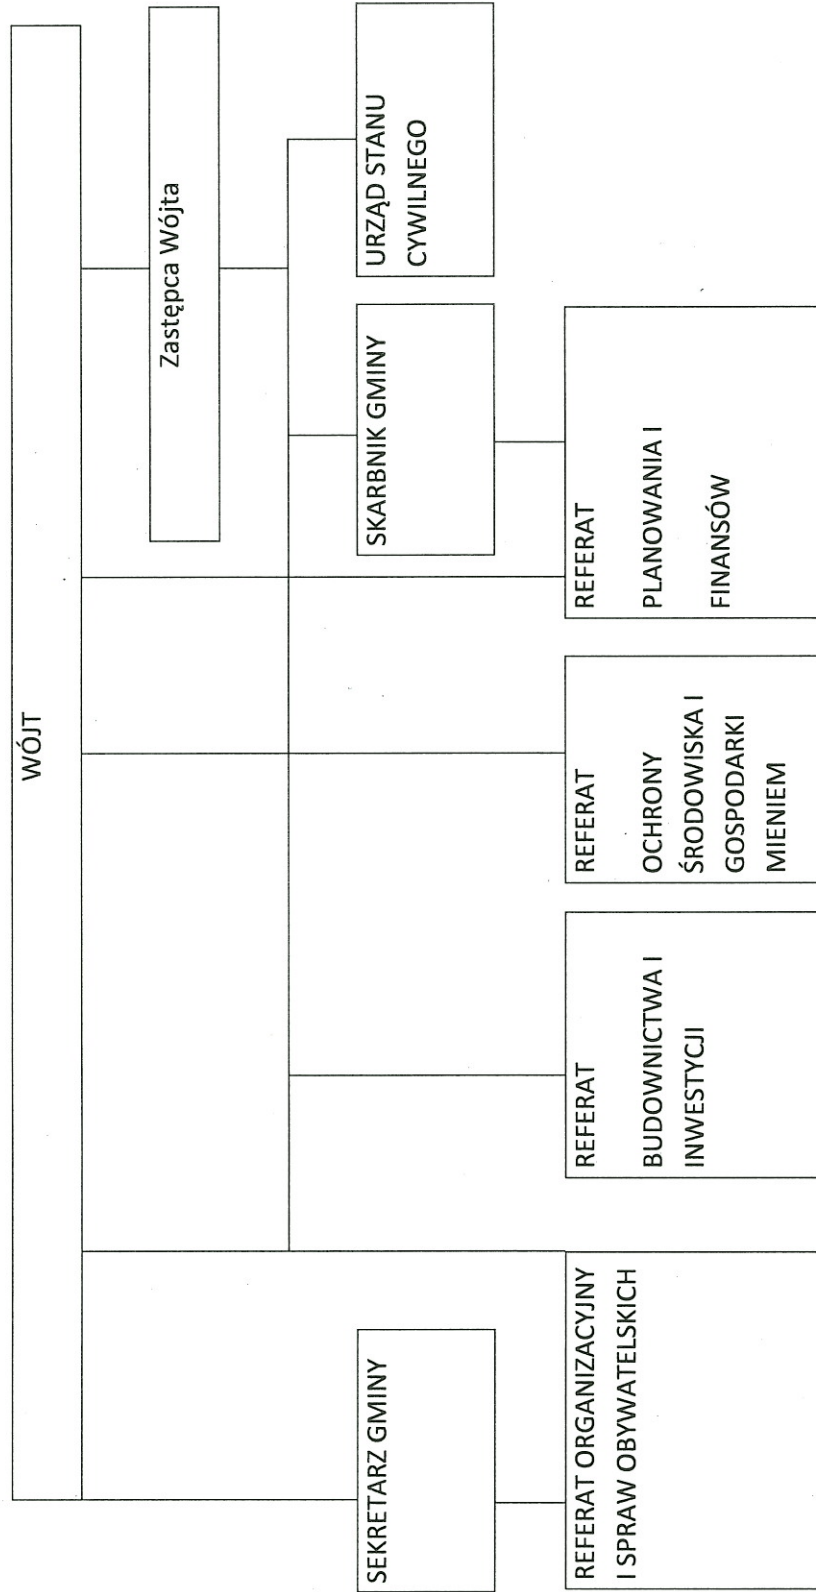 WÓJT
Zastępca Wójta
SEKRETARZ GMINY
SKARBNIK GMINY
URZĄD STANU
CYWILNEGO
REFERAT ORGANIZACYJNY
I SPRAW OBYWATELSKICH
REFERAT
BUDOWNICTWA I
INWESTYCJI
REFERAT
OCHRONY
ŚRODOWISKA I
GOSPODARKI
MIENIEM
REFERAT
PLANOWANIA I
FINANSÓW